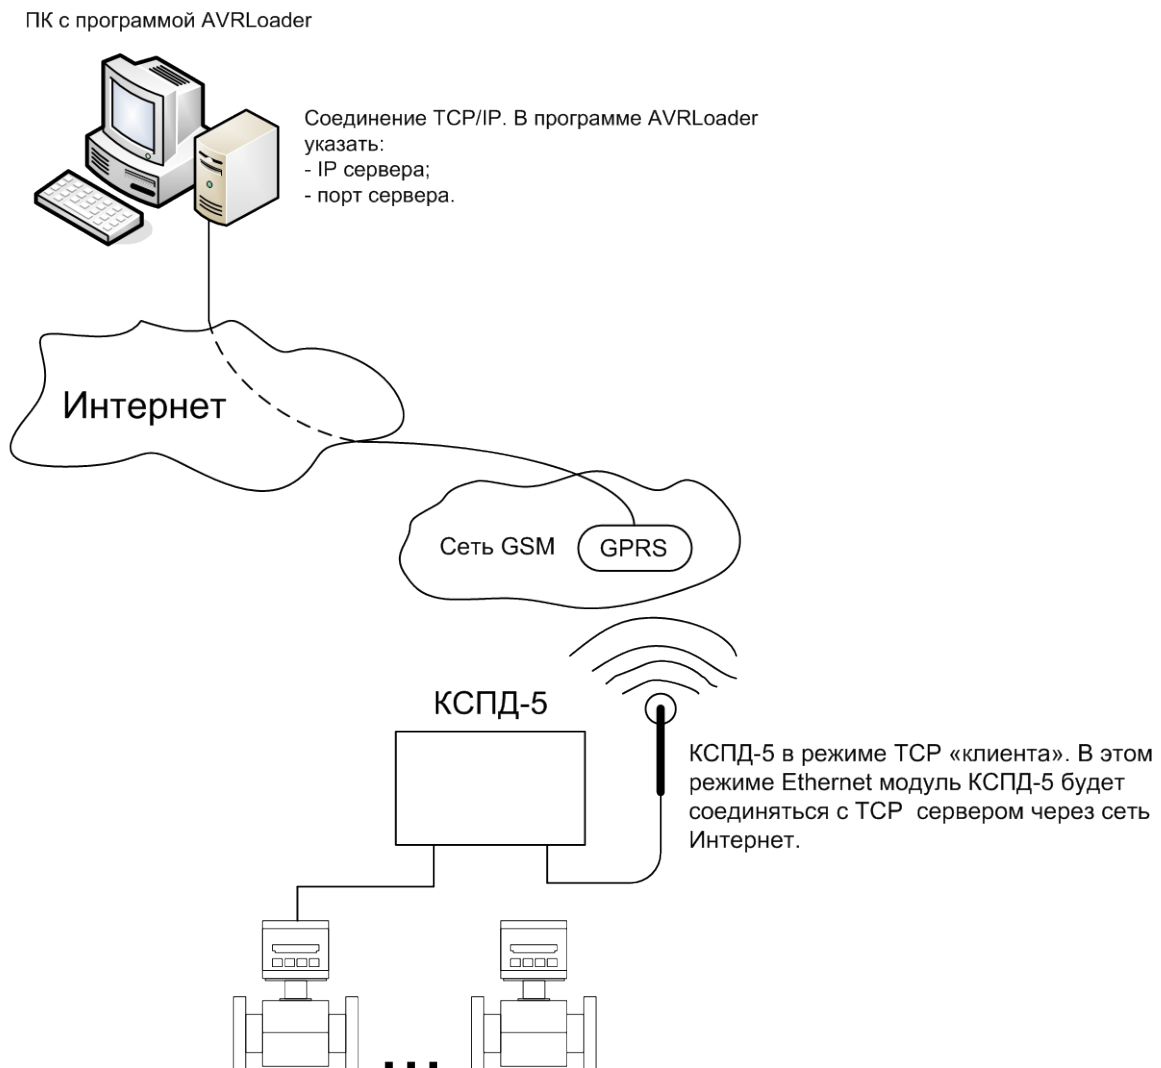 ПК с программой AVRLoader
Соединение TCP/IP. В программе AVRLoader
указать:
- IP сервера;
- порт сервера.
Интернет
Сеть GSM
GPRS
КСПД-5
КСПД-5 в режиме TCP «клиента». В этом
режиме Ethernet модуль КСПД-5 будет
соединяться с TCP сервером через сеть
Интернет.
...